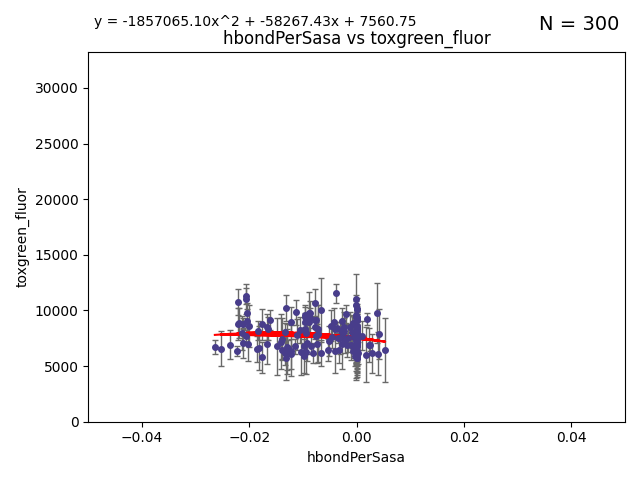 y = -1857065.10x^2 + -58267.43x + 7560.75
N = 300
hbondPerSasa vs toxgreen_fluor
30000
25000
20000
15000
10000
5000
0
toxgreen_fluor
−0.04
−0.02
0.00
0.02
0.04
hbondPerSasa